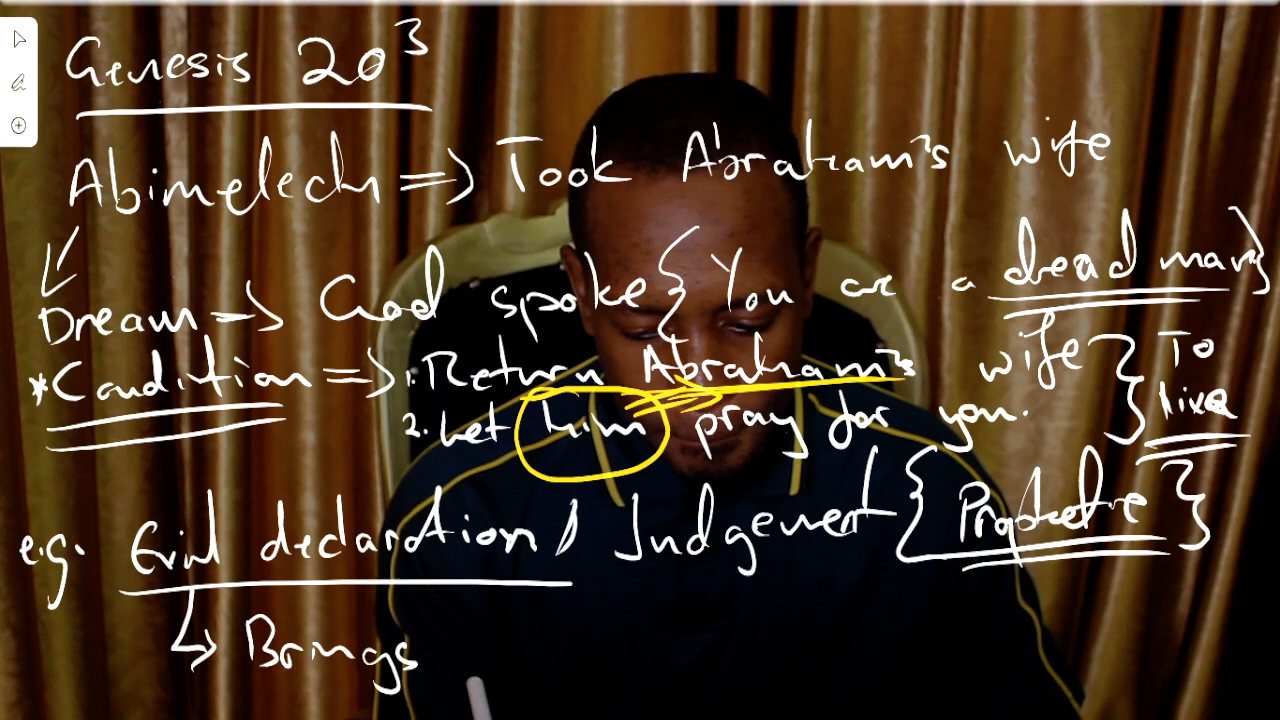 Genesis 20³
Abimelech => Took Abraham's wife
Dream => God spoke { You are a dead man }
*Condition => 1. Return Abraham's wife } To live
2. Let him pray for you.
e.g. Evil declaration / Judgement {Prophetic}
↳ Brings